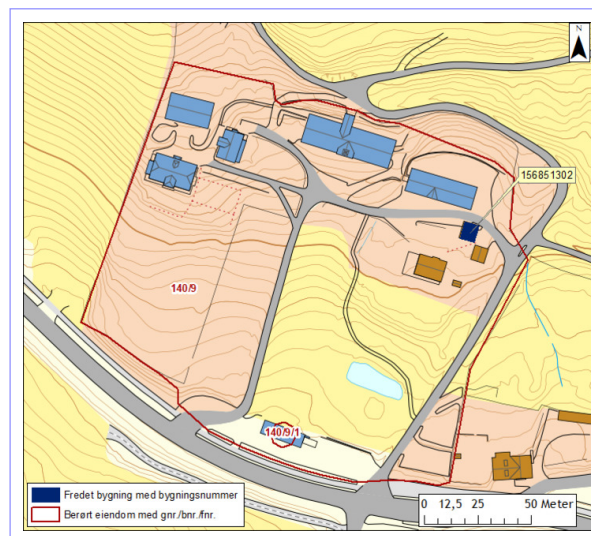 N
156851302
140/9
140/9/1
Fredet bygning med bygningsnummer
Berørt eiendom med gnr./bnr./fnr.
0 12,5 25 50 Meter